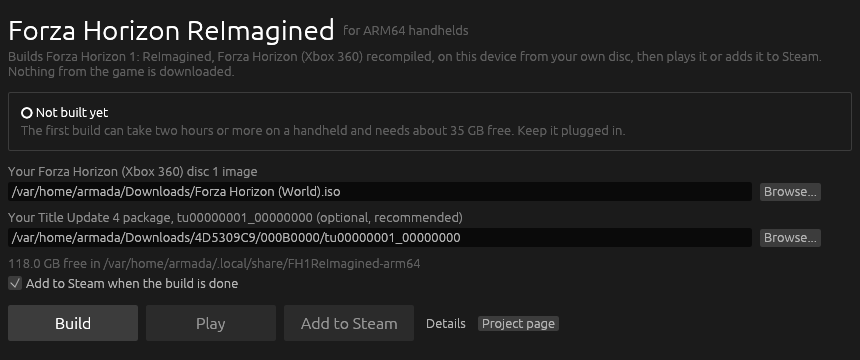 Forza Horizon ReImagined for ARM64 handhelds
Builds Forza Horizon 1: ReImagined, Forza Horizon (Xbox 360) recompiled, on this device from your own disc, then plays it or adds it to Steam.
Nothing from the game is downloaded.
Not built yet
The first build can take two hours or more on a handheld and needs about 35 GB free. Keep it plugged in.
Your Forza Horizon (Xbox 360) disc 1 image
/var/home/armada/Downloads/Forza Horizon (World).iso Browse...
Your Title Update 4 package, tu00000001_00000000 (optional, recommended)
/var/home/armada/Downloads/4D5309C9/000B0000/tu00000001_00000000 Browse...
118.0 GB free in /var/home/armada/.local/share/FH1ReImagined-arm64
Add to Steam when the build is done
Build Play Add to Steam Details Project page